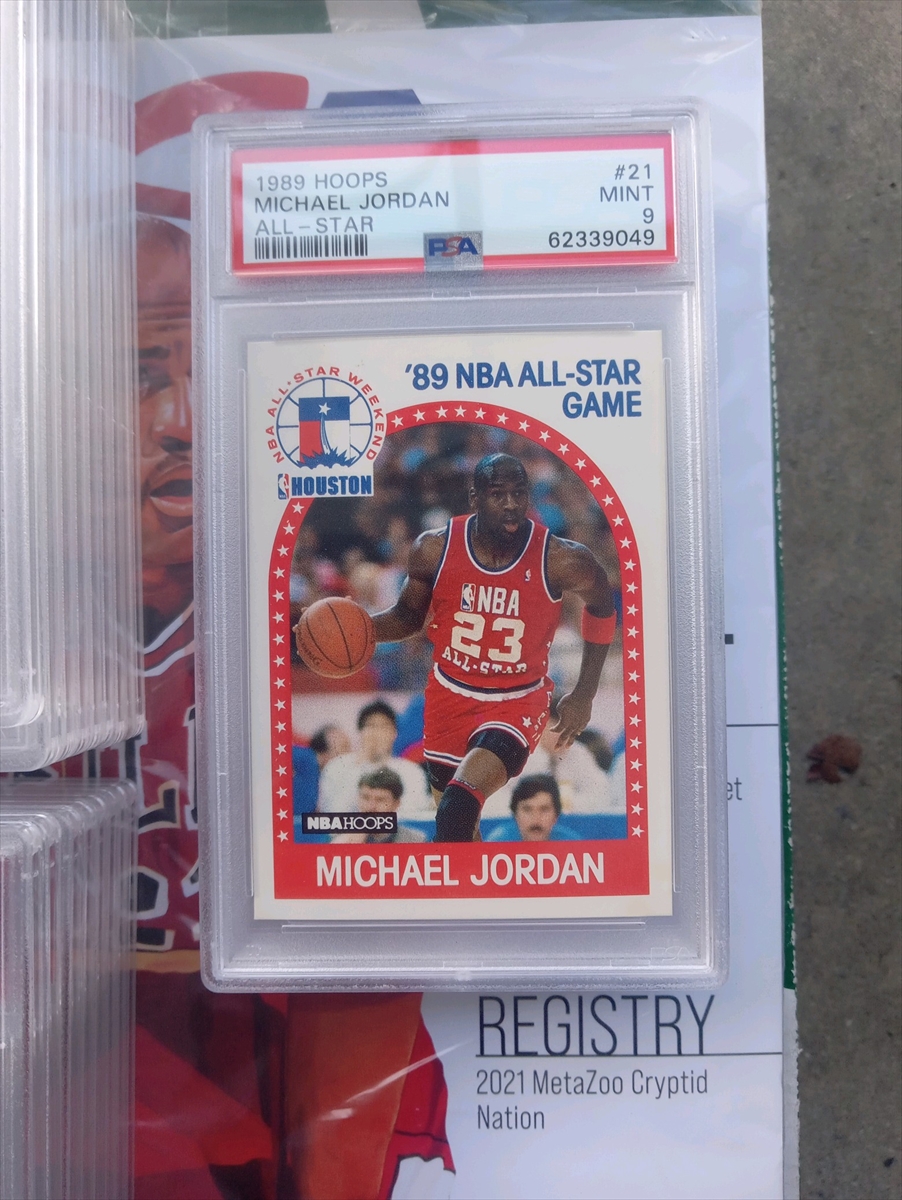 1989 HOOPS
MICHAEL JORDAN
ALL-STAR
#21
MINT
9
62339049
PSA
'89 NBA ALL-STAR
GAME
NBA ALL·STAR WEEKEND
HOUSTON
NBA
23
ALL-STAR
NBA HOOPS
MICHAEL JORDAN
et
REGISTRY
2021 MetaZoo Cryptid
Nation